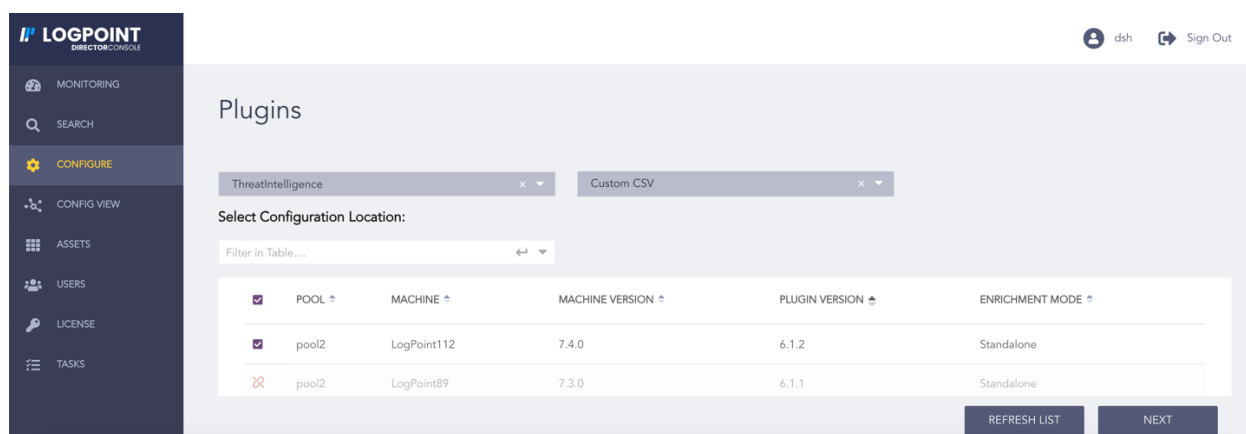 LOGPOINT
DIRECTORCONSOLE
dsh Sign Out
MONITORING
SEARCH
CONFIGURE
CONFIG VIEW
ASSETS
USERS
LICENSE
TASKS
Plugins
ThreatIntelligence Custom CSV
Select Configuration Location:
Filter in Table....
POOL MACHINE MACHINE VERSION PLUGIN VERSION ENRICHMENT MODE
pool2 LogPoint112 7.4.0 6.1.2 Standalone
pool2 LogPoint89 7.3.0 6.1.1 Standalone
REFRESH LIST NEXT